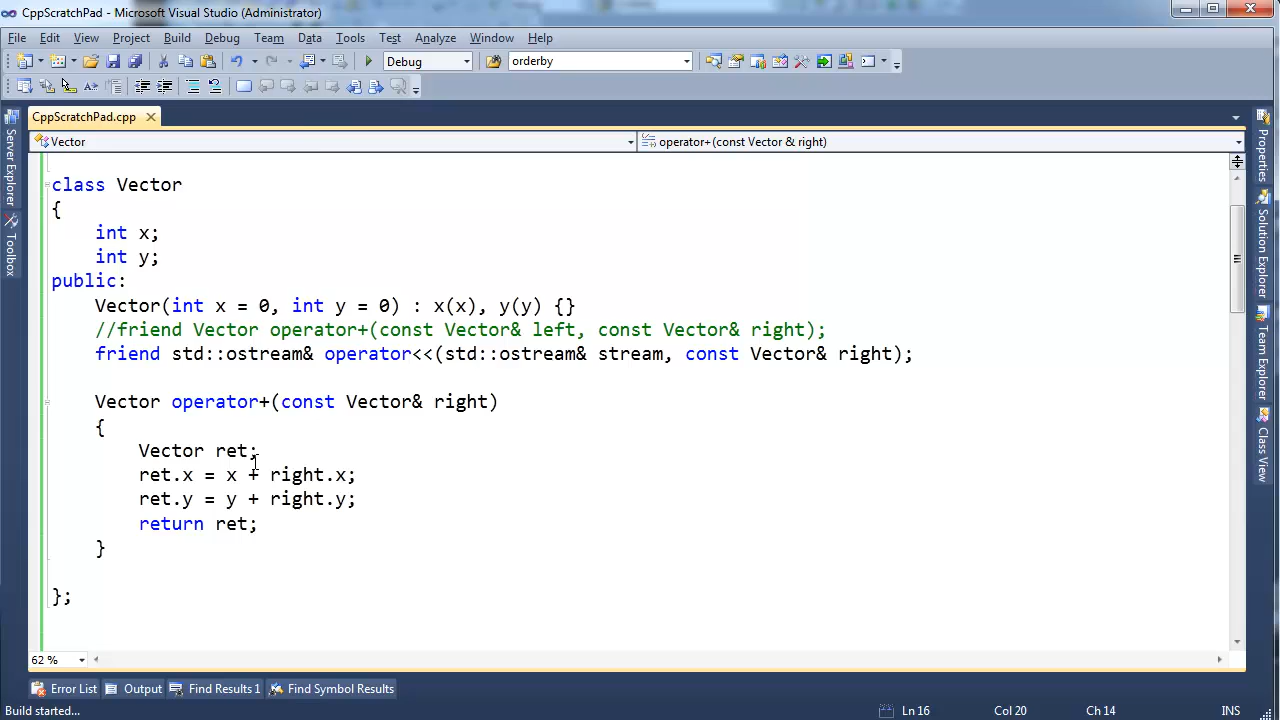 CppScratchPad - Microsoft Visual Studio (Administrator)
File Edit View Project Build Debug Team Data Tools Test Analyze Window Help
Debug orderby
CppScratchPad.cpp
Vector operator+(const Vector & right)
class Vector
{
int x;
int y;
public:
Vector(int x = 0, int y = 0) : x(x), y(y) {}
//friend Vector operator+(const Vector& left, const Vector& right);
friend std::ostream& operator<<(std::ostream& stream, const Vector& right);
Vector operator+(const Vector& right)
{
Vector ret;
ret.x = x + right.x;
ret.y = y + right.y;
return ret;
}
};
62 %
Server Explorer
Toolbox
Properties
Solution Explorer
Team Explorer
Class View
Error List Output Find Results 1 Find Symbol Results
Build started... Ln 16 Col 20 Ch 14 INS